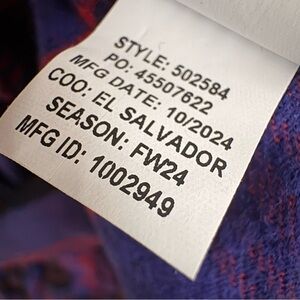 STYLE: 502584
PO: 45507622
MFG DATE: 10/2024
COO: EL SALVADOR
SEASON: FW24
MFG ID: 1002949